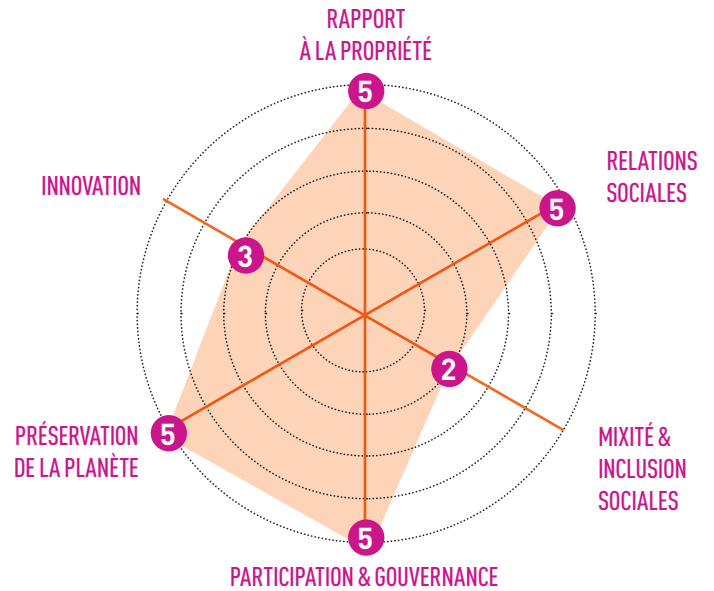 RAPPORT
À LA PROPRIÉTÉ
5
RELATIONS
SOCIALES
5
INNOVATION
3
2
MIXITÉ &
INCLUSION
SOCIALES
PRÉSERVATION
DE LA PLANÈTE
5
5
PARTICIPATION & GOUVERNANCE